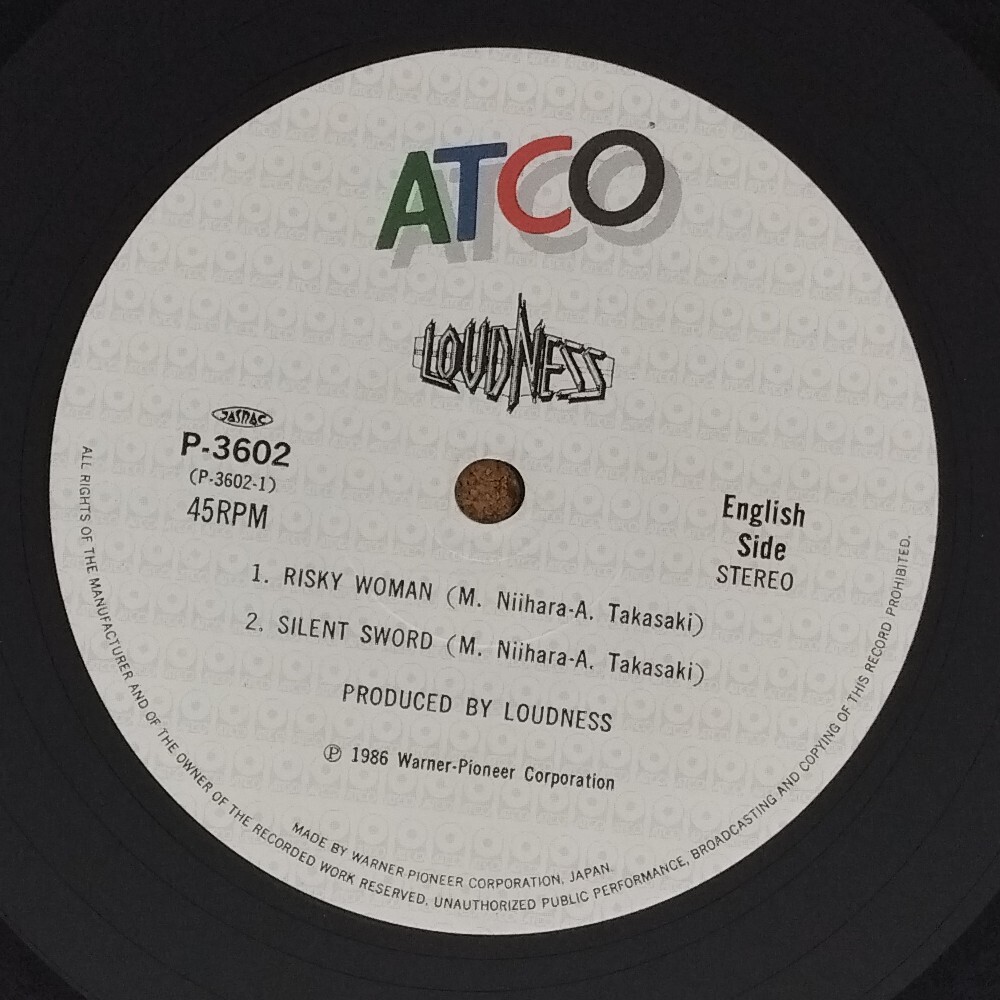 ATCO
LOUDNESS
JASRAC
P-3602
(P-3602-1)
45RPM
English
Side
STEREO
1. RISKY WOMAN (M. Niihara-A. Takasaki)
2. SILENT SWORD (M. Niihara-A. Takasaki)
PRODUCED BY LOUDNESS
Ⓟ 1986 Warner-Pioneer Corporation
MADE BY WARNER-PIONEER CORPORATION, JAPAN.
ALL RIGHTS OF THE MANUFACTURER AND OF THE OWNER OF THE RECORDED WORK RESERVED. UNAUTHORIZED PUBLIC PERFORMANCE, BROADCASTING AND COPYING OF THIS RECORD PROHIBITED.